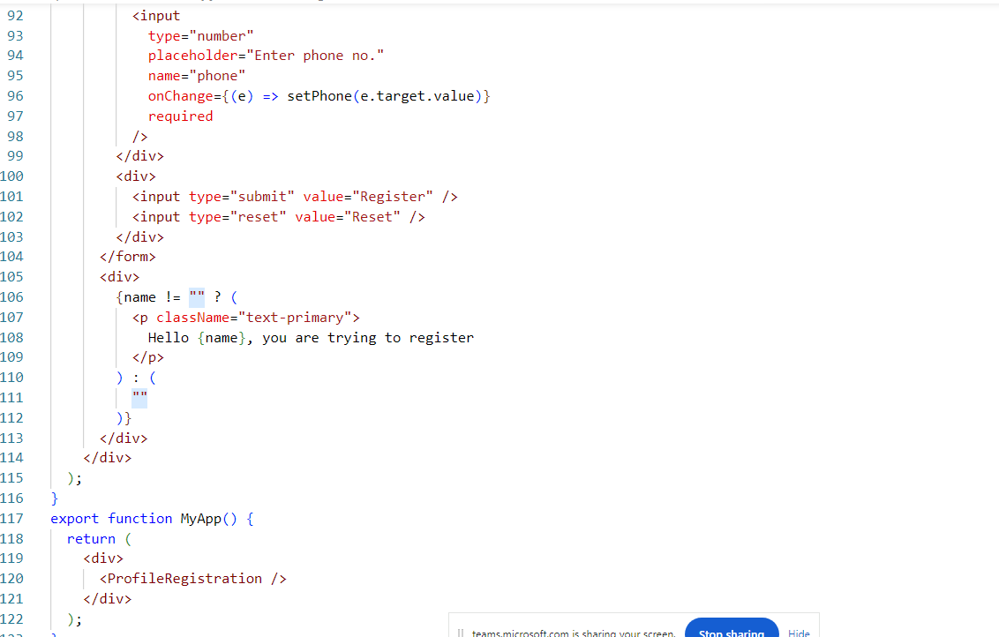 92 <input
93 type="number"
94 placeholder="Enter phone no."
95 name="phone"
96 onChange={(e) => setPhone(e.target.value)}
97 required
98 />
99 </div>
100 <div>
101 <input type="submit" value="Register" />
102 <input type="reset" value="Reset" />
103 </div>
104 </form>
105 <div>
106 {name != "" ? (
107 <p className="text-primary">
108 Hello {name}, you are trying to register
109 </p>
110 ) : (
111 ""
112 )}
113 </div>
114 </div>
115 );
116 }
117 export function MyApp() {
118 return (
119 <div>
120 <ProfileRegistration />
121 </div>
122 );
teams.microsoft.com is sharing your screen. Stop sharing Hide